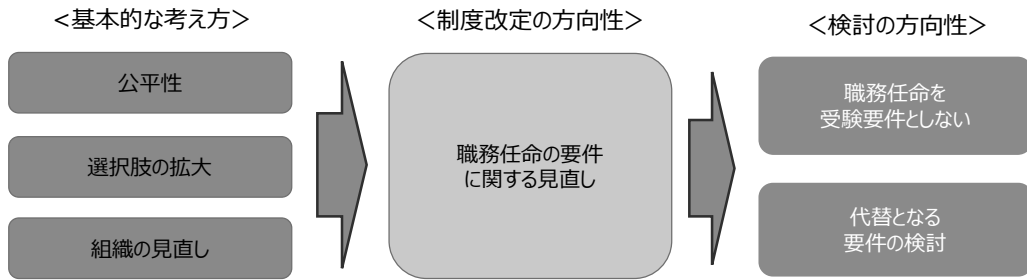 <基本的な考え方>
公平性
選択肢の拡大
組織の見直し
<制度改定の方向性>
職務任命の要件
に関する見直し
<検討の方向性>
職務任命を
受験要件としない
代替となる
要件の検討